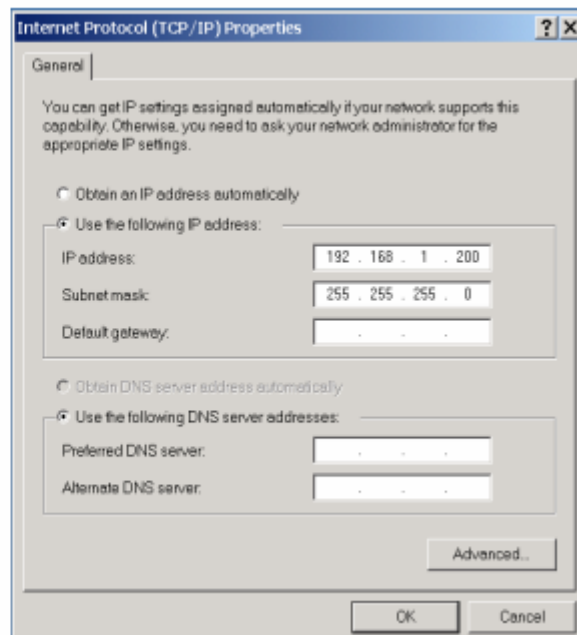 Internet Protocol (TCP/IP) Properties
General
You can get IP settings assigned automatically if your network supports this
capability. Otherwise, you need to ask your network administrator for the
appropriate IP settings.
Obtain an IP address automatically
Use the following IP address:
IP address: 192 . 168 . 1 . 200
Subnet mask: 255 . 255 . 255 . 0
Default gateway: . . .
Obtain DNS server address automatically
Use the following DNS server addresses:
Preferred DNS server: . . .
Alternate DNS server: . . .
Advanced...
OK Cancel